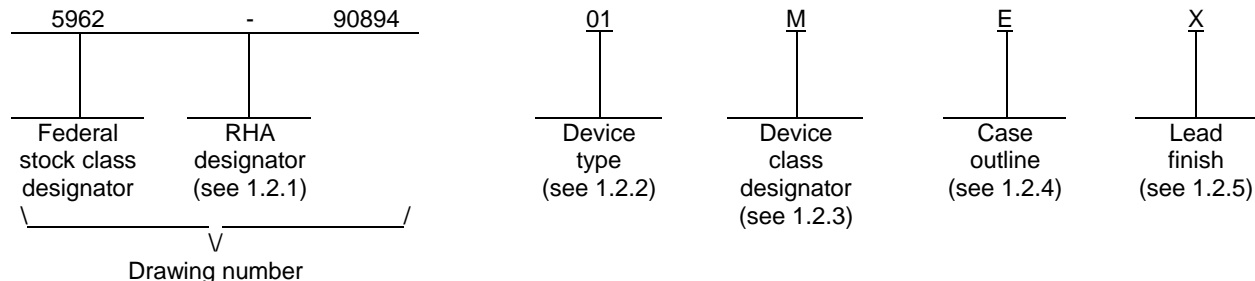 5962 - 90894 01 M E X
Federal stock class designator
RHA designator (see 1.2.1)
Device type (see 1.2.2)
Device class designator (see 1.2.3)
Case outline (see 1.2.4)
Lead finish (see 1.2.5)
\ /
\/
Drawing number